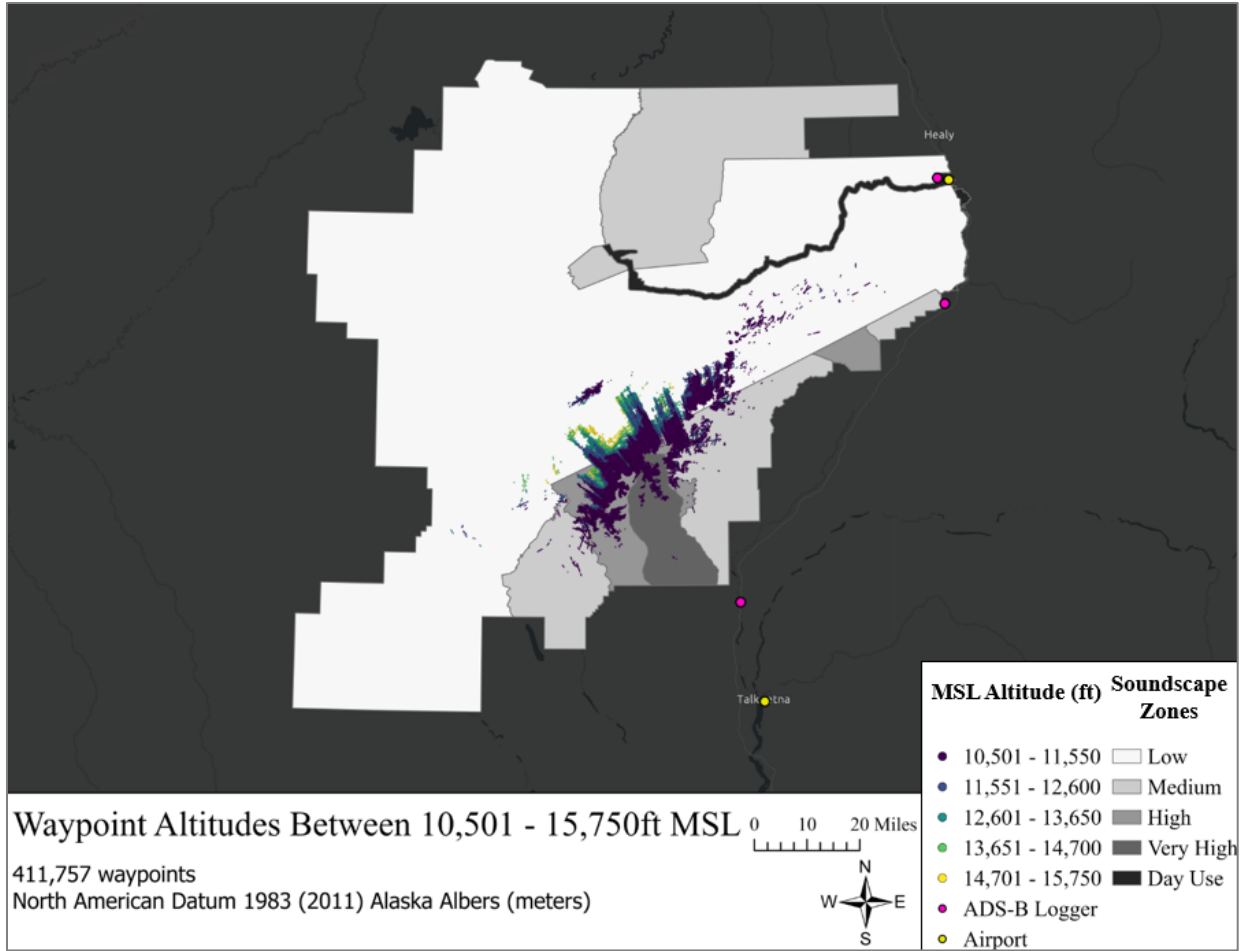 Healy
Talkeetna
Waypoint Altitudes Between 10,501 - 15,750ft MSL
411,757 waypoints
North American Datum 1983 (2011) Alaska Albers (meters)
0 10 20 Miles
N
W E
S
MSL Altitude (ft)
10,501 - 11,550
11,551 - 12,600
12,601 - 13,650
13,651 - 14,700
14,701 - 15,750
ADS-B Logger
Airport
Soundscape
Zones
Low
Medium
High
Very High
Day Use